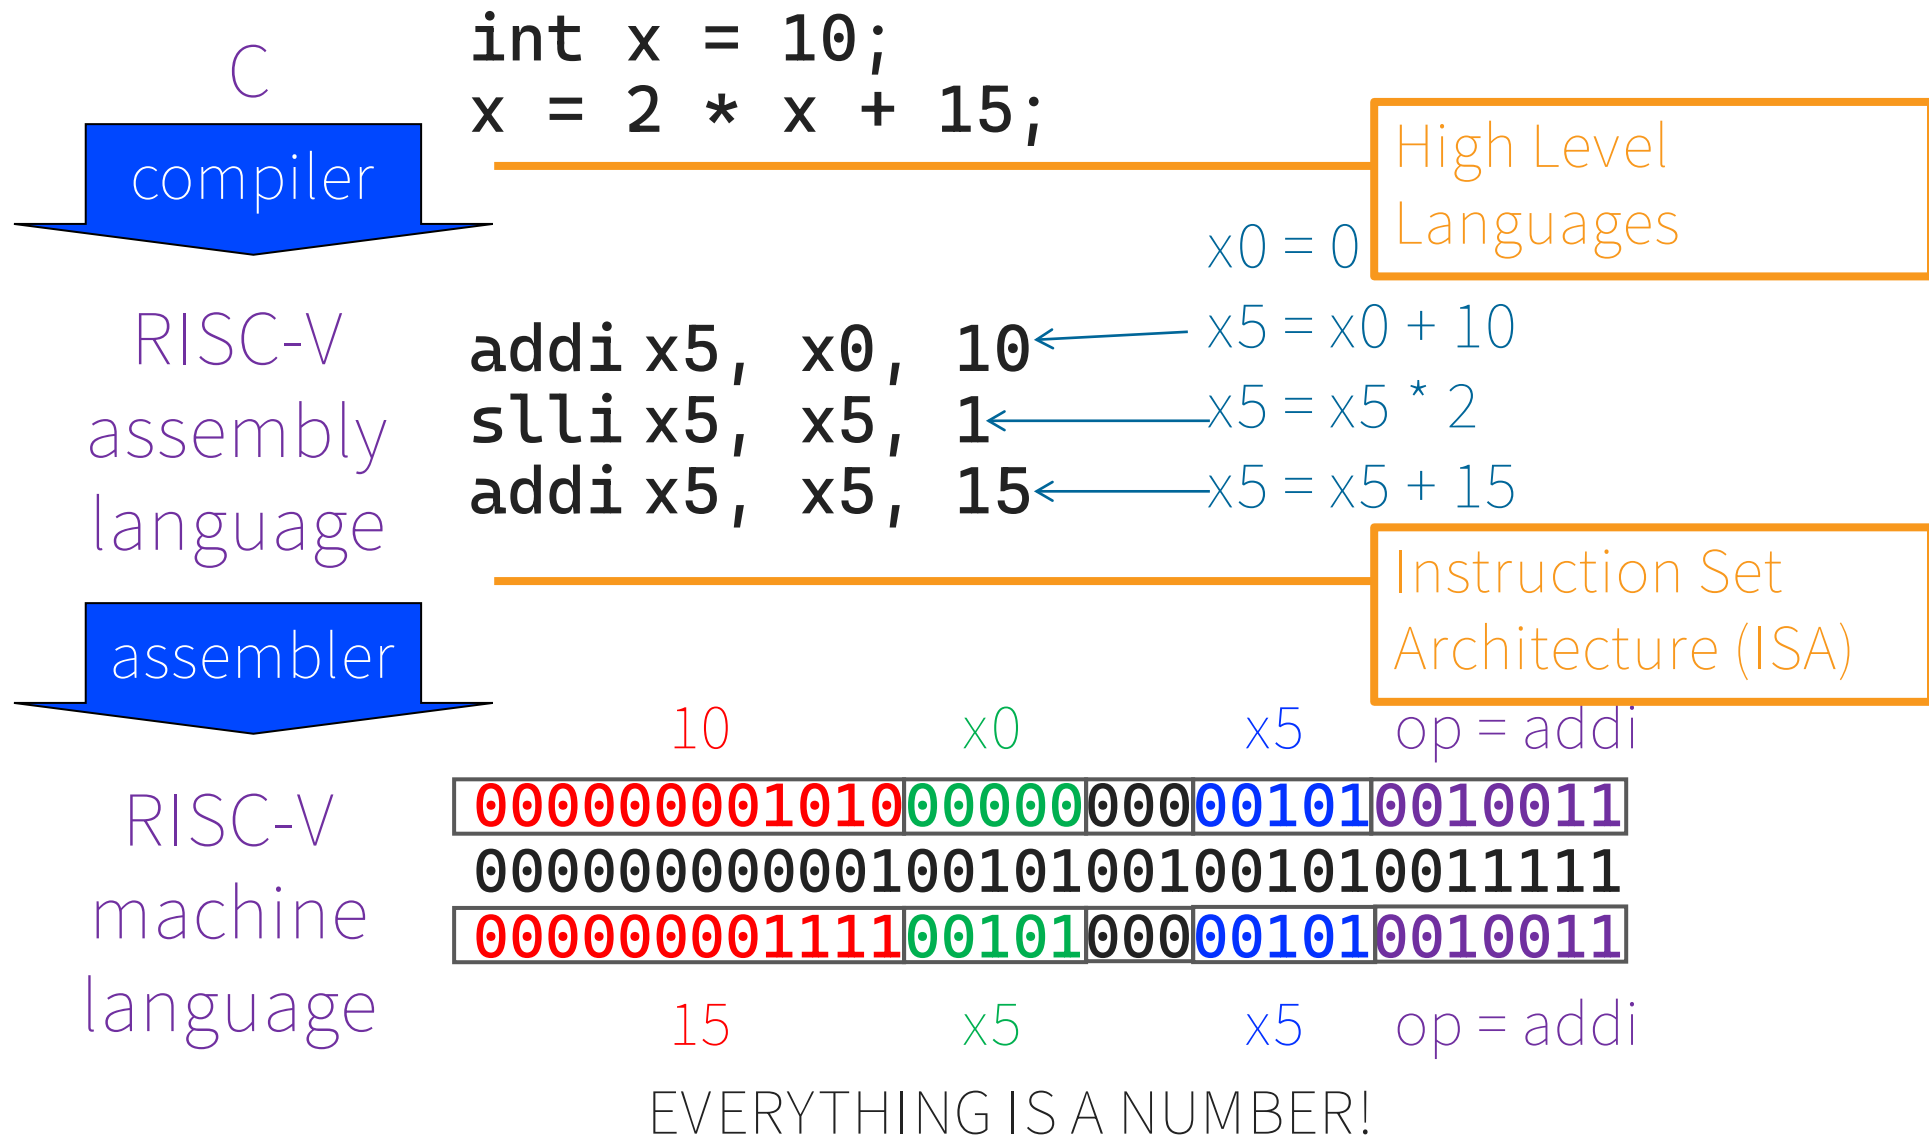 C
int x = 10;
x = 2 * x + 15;
compiler
High Level
Languages
x0 = 0
RISC-V
assembly
language
addi x5, x0, 10
x5 = x0 + 10
slli x5, x5, 1
x5 = x5 * 2
addi x5, x5, 15
x5 = x5 + 15
Instruction Set
Architecture (ISA)
assembler
10 x0 x5 op = addi
RISC-V
machine
language
00000000101000000000001010010011
00000000000100101001001010011111
00000000111100101000001010010011
15 x5 x5 op = addi
EVERYTHING IS A NUMBER!